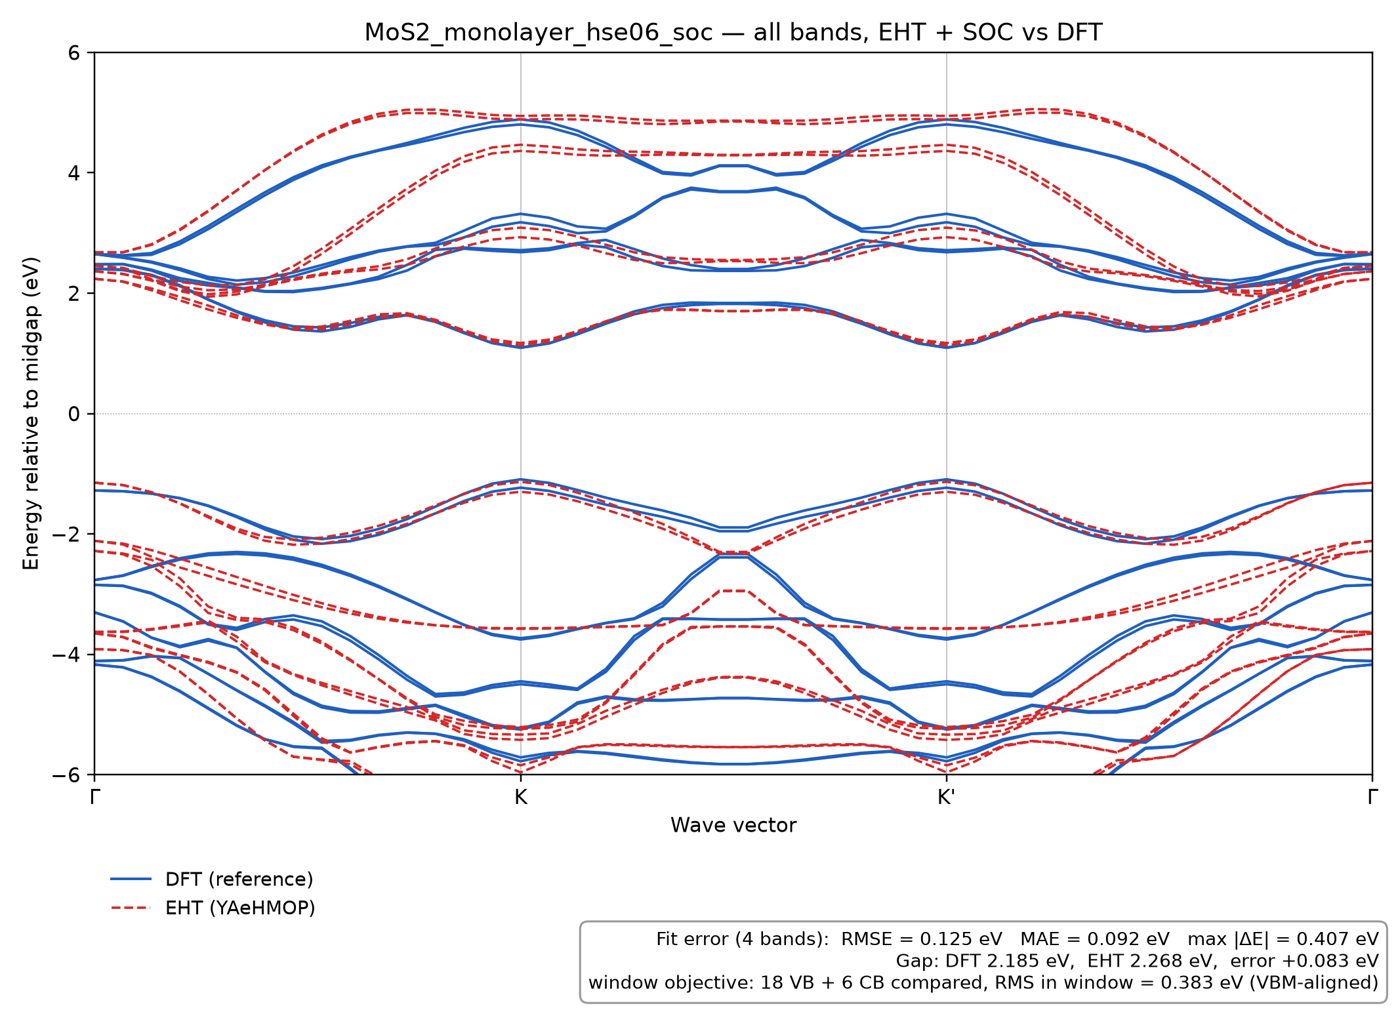 MoS2_monolayer_hse06_soc — all bands, EHT + SOC vs DFT
Energy relative to midgap (eV)
6
4
2
0
−2
−4
−6
Γ
K
K'
Γ
Wave vector
DFT (reference)
EHT (YAeHMOP)
Fit error (4 bands):  RMSE = 0.125 eV   MAE = 0.092 eV   max |ΔE| = 0.407 eV
Gap: DFT 2.185 eV,  EHT 2.268 eV,  error +0.083 eV
window objective: 18 VB + 6 CB compared, RMS in window = 0.383 eV (VBM-aligned)